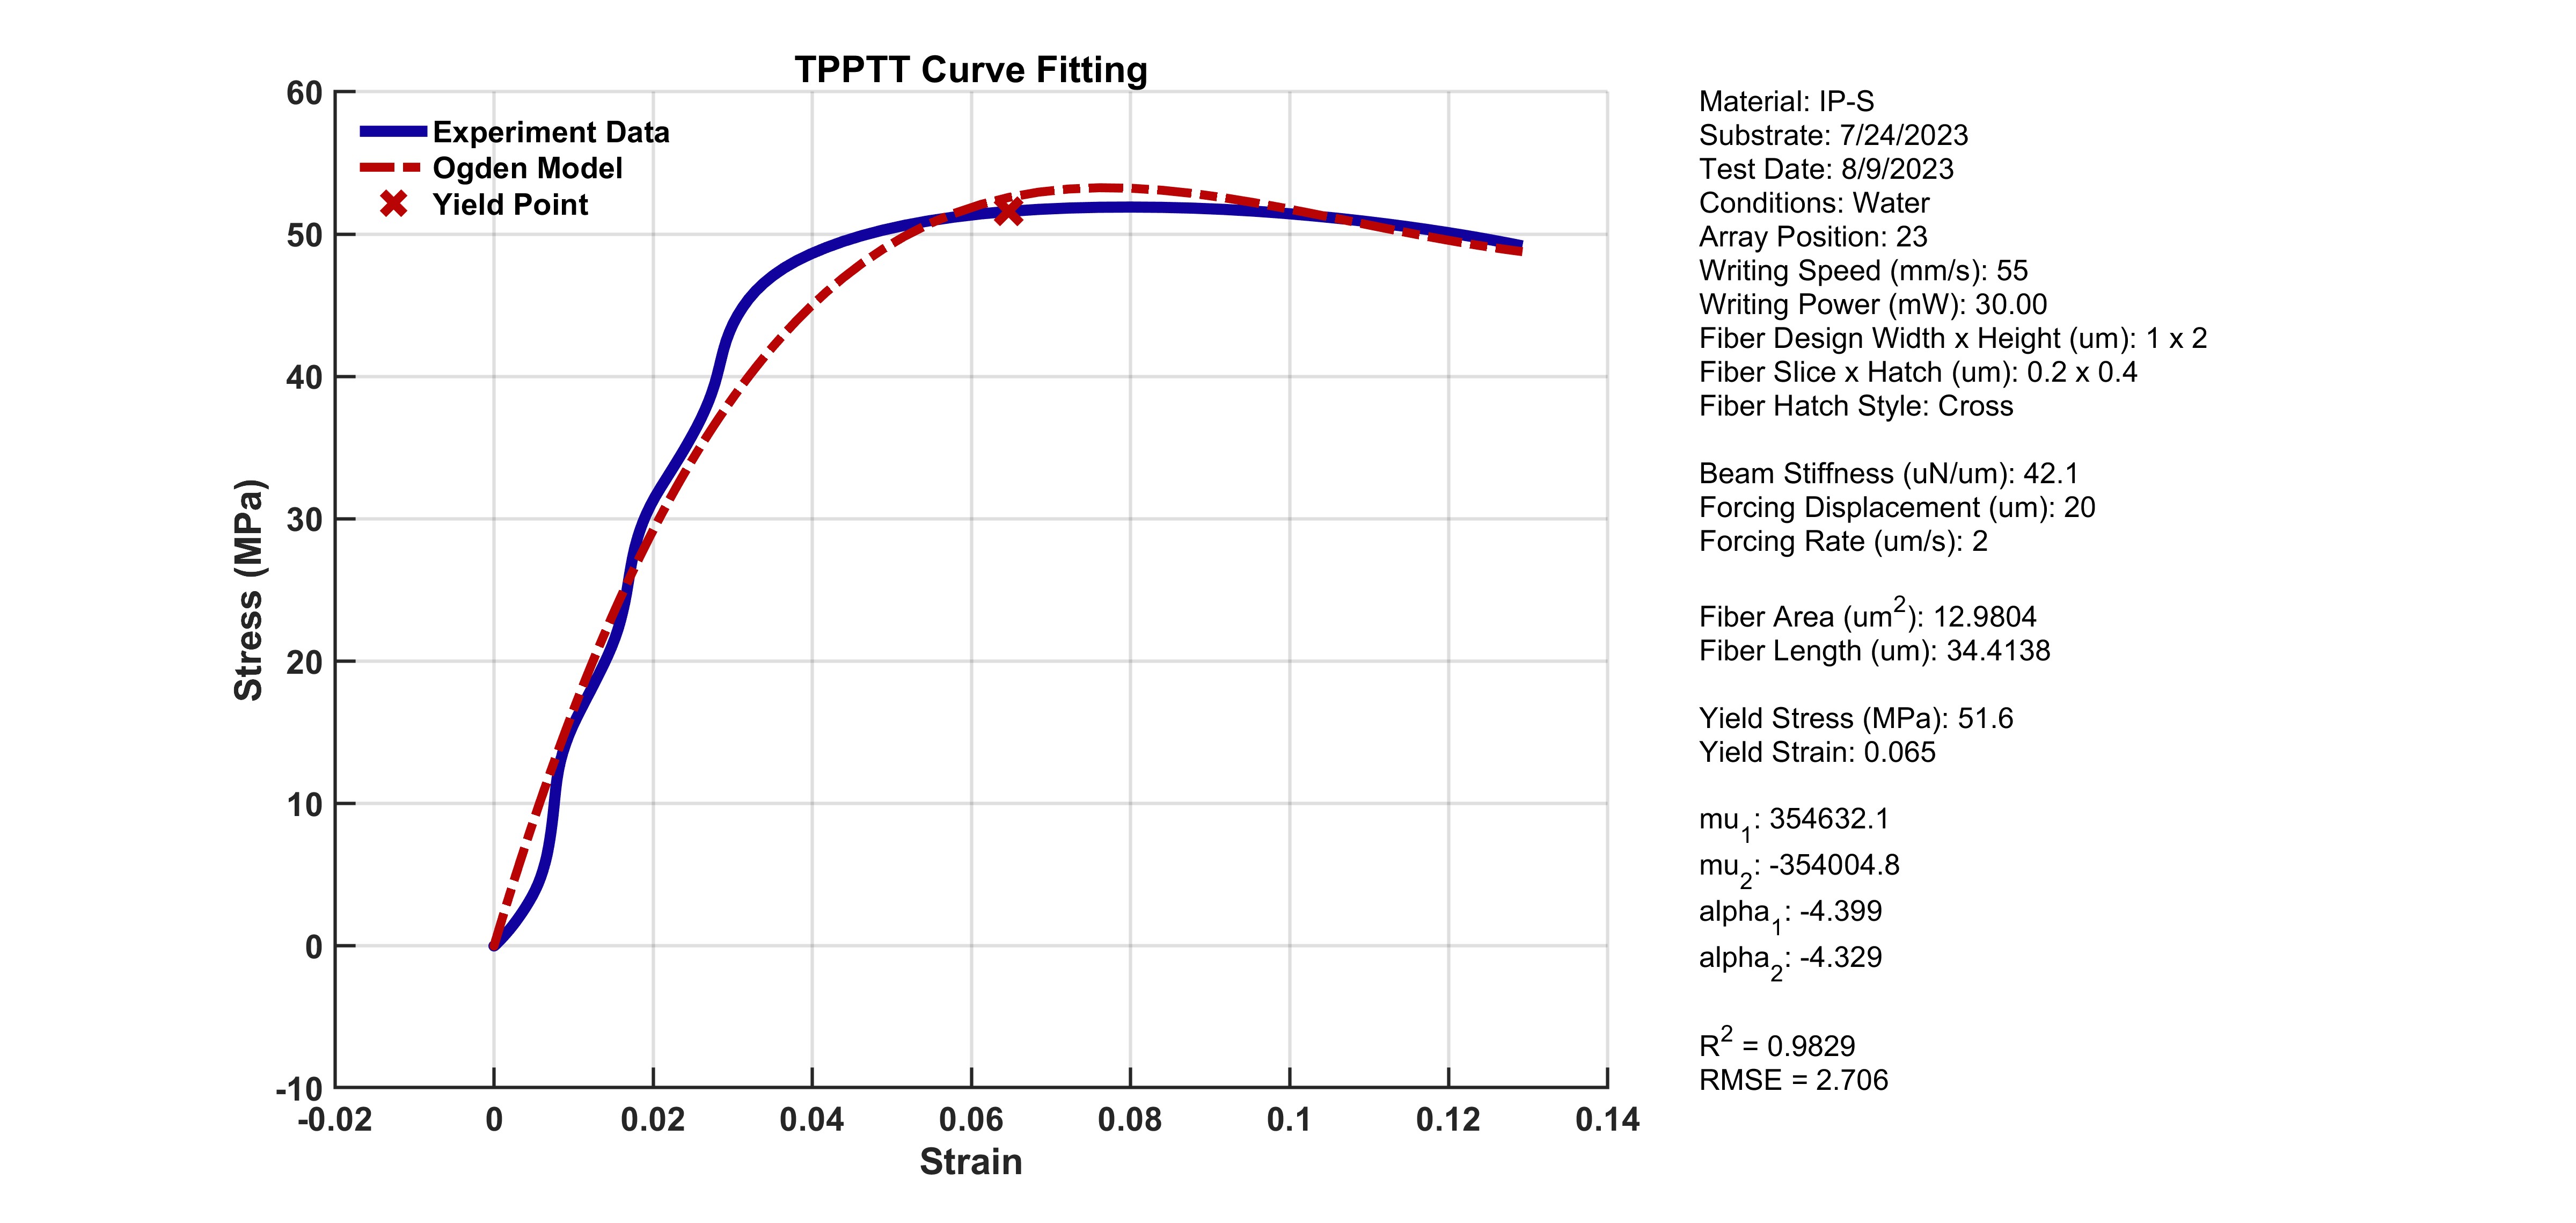 TPPTT Curve Fitting
60
50
40
30
20
10
0
-10
Stress (MPa)
Experiment Data
Ogden Model
Yield Point
-0.02 0 0.02 0.04 0.06 0.08 0.1 0.12 0.14
Strain
Material: IP-S
Substrate: 7/24/2023
Test Date: 8/9/2023
Conditions: Water
Array Position: 23
Writing Speed (mm/s): 55
Writing Power (mW): 30.00
Fiber Design Width x Height (um): 1 x 2
Fiber Slice x Hatch (um): 0.2 x 0.4
Fiber Hatch Style: Cross
Beam Stiffness (uN/um): 42.1
Forcing Displacement (um): 20
Forcing Rate (um/s): 2
Fiber Area (um²): 12.9804
Fiber Length (um): 34.4138
Yield Stress (MPa): 51.6
Yield Strain: 0.065
mu₁: 354632.1
mu₂: -354004.8
alpha₁: -4.399
alpha₂: -4.329
R² = 0.9829
RMSE = 2.706